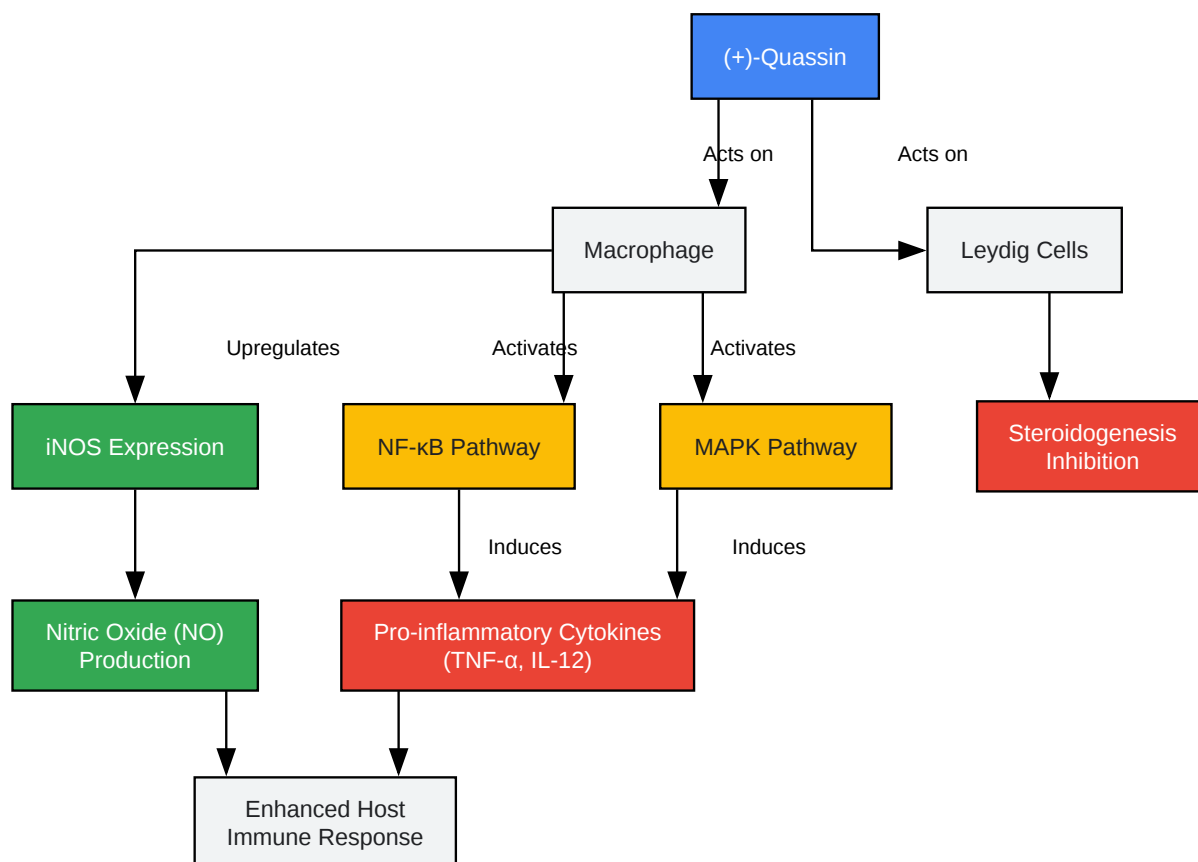 (+)-Quassin
Acts on
Acts on
Macrophage
Leydig Cells
Upregulates
Activates
Activates
iNOS Expression
NF-κB Pathway
MAPK Pathway
Steroidogenesis
Inhibition
Induces
Induces
Nitric Oxide (NO)
Production
Pro-inflammatory Cytokines
(TNF-α, IL-12)
Enhanced Host
Immune Response